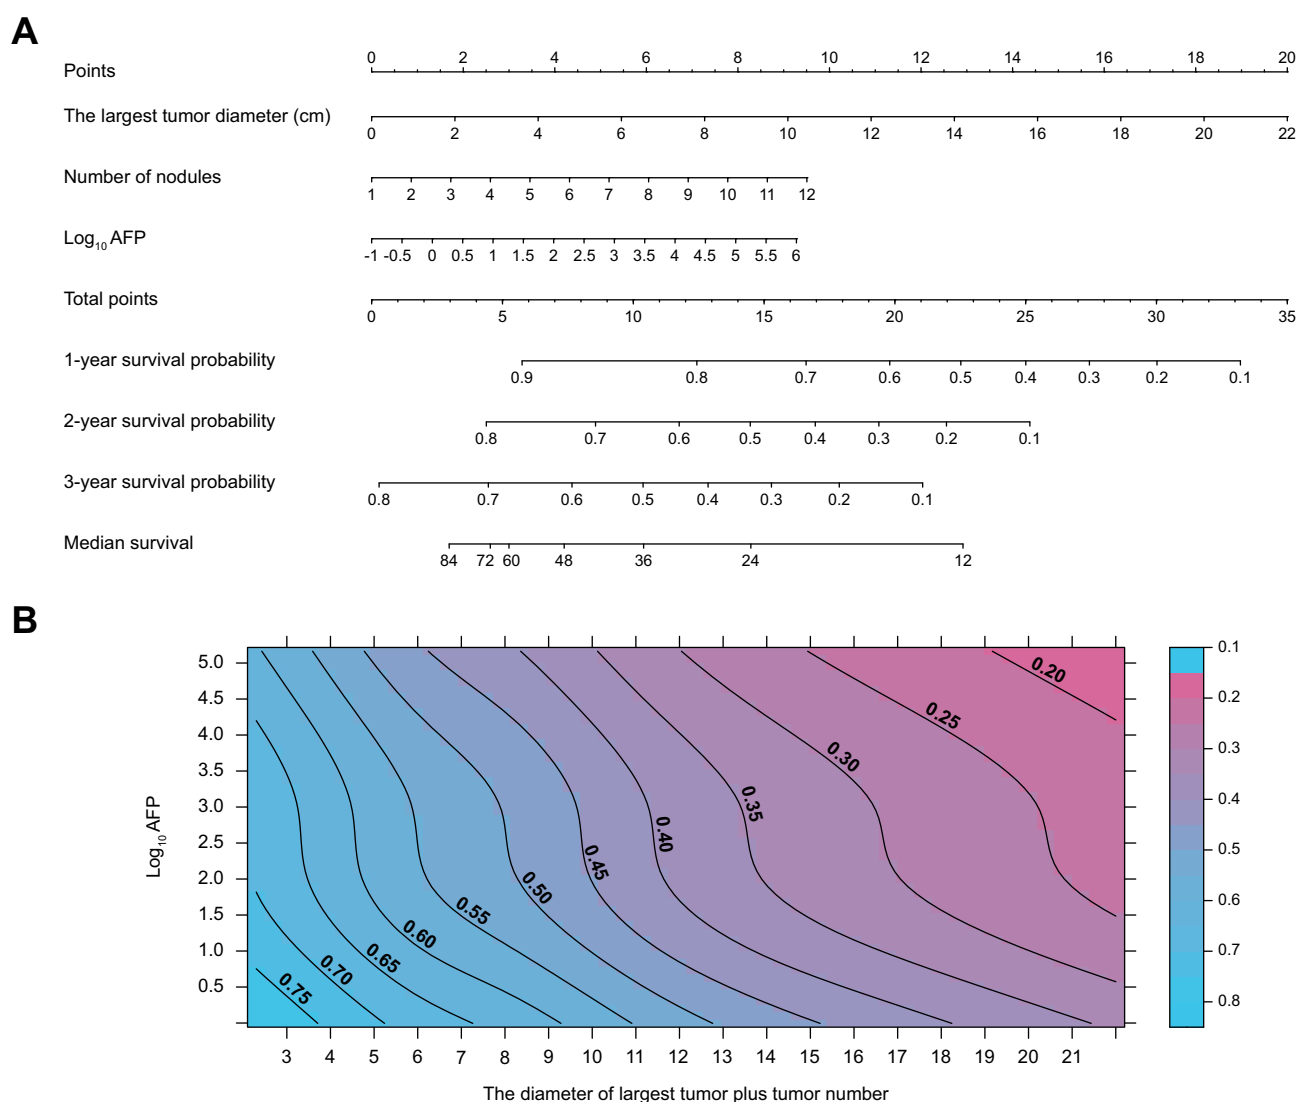 A
Points
0 2 4 6 8 10 12 14 16 18 20
The largest tumor diameter (cm)
0 2 4 6 8 10 12 14 16 18 20 22
Number of nodules
1 2 3 4 5 6 7 8 9 10 11 12
Log10 AFP
-1 -0.5 0 0.5 1 1.5 2 2.5 3 3.5 4 4.5 5 5.5 6
Total points
0 5 10 15 20 25 30 35
1-year survival probability
0.9 0.8 0.7 0.6 0.5 0.4 0.3 0.2 0.1
2-year survival probability
0.8 0.7 0.6 0.5 0.4 0.3 0.2 0.1
3-year survival probability
0.8 0.7 0.6 0.5 0.4 0.3 0.2 0.1
Median survival
84 72 60 48 36 24 12
B
Log10 AFP
5.0
4.5
4.0
3.5
3.0
2.5
2.0
1.5
1.0
0.5
0.75
0.70
0.65
0.60
0.55
0.50
0.45
0.40
0.35
0.30
0.25
0.20
0.1
0.2
0.3
0.4
0.5
0.6
0.7
0.8
3 4 5 6 7 8 9 10 11 12 13 14 15 16 17 18 19 20 21
The diameter of largest tumor plus tumor number